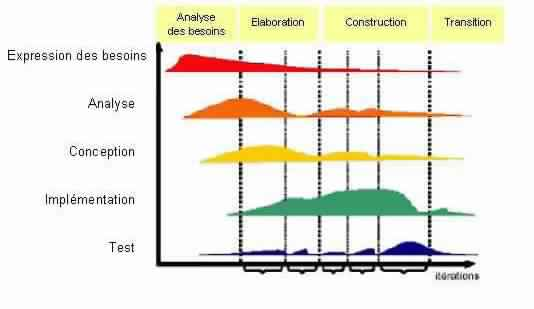 Analyse
des besoins
Elaboration
Construction
Transition
Expression des besoins
Analyse
Conception
Implémentation
Test
itérations